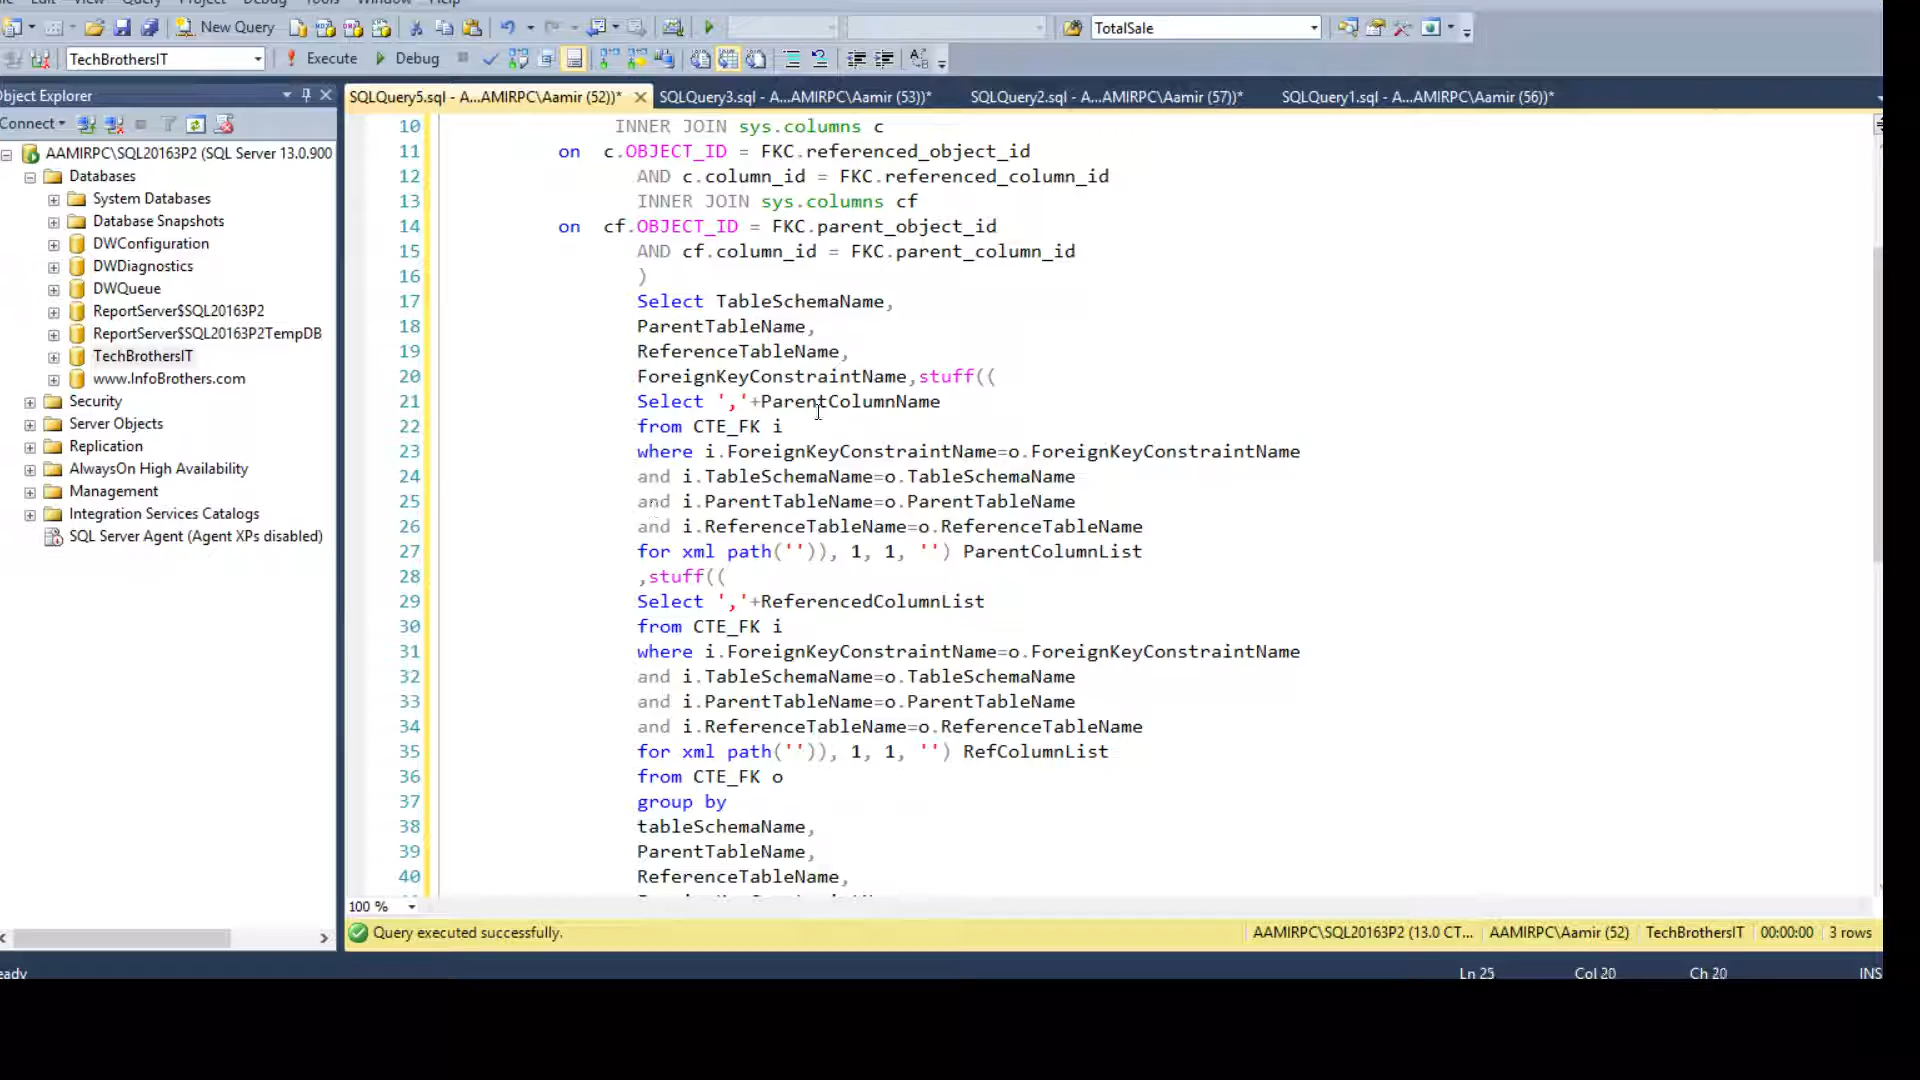 Edit View Query Project Debug Tools Window Help
New Query
TotalSale
TechBrothersIT
Execute
Debug
Object Explorer
Connect
AAMIRPC\SQL20163P2 (SQL Server 13.0.900
Databases
System Databases
Database Snapshots
DWConfiguration
DWDiagnostics
DWQueue
ReportServer$SQL20163P2
ReportServer$SQL20163P2TempDB
TechBrothersIT
www.InfoBrothers.com
Security
Server Objects
Replication
AlwaysOn High Availability
Management
Integration Services Catalogs
SQL Server Agent (Agent XPs disabled)
SQLQuery5.sql - A...AMIRPC\Aamir (52))*
SQLQuery3.sql - A...AMIRPC\Aamir (53))*
SQLQuery2.sql - A...AMIRPC\Aamir (57))*
SQLQuery1.sql - A...AMIRPC\Aamir (56))*
10 INNER JOIN sys.columns c
11 on c.OBJECT_ID = FKC.referenced_object_id
12 AND c.column_id = FKC.referenced_column_id
13 INNER JOIN sys.columns cf
14 on cf.OBJECT_ID = FKC.parent_object_id
15 AND cf.column_id = FKC.parent_column_id
16 )
17 Select TableSchemaName,
18 ParentTableName,
19 ReferenceTableName,
20 ForeignKeyConstraintName,stuff((
21 Select ','+ParentColumnName
22 from CTE_FK i
23 where i.ForeignKeyConstraintName=o.ForeignKeyConstraintName
24 and i.TableSchemaName=o.TableSchemaName
25 and i.ParentTableName=o.ParentTableName
26 and i.ReferenceTableName=o.ReferenceTableName
27 for xml path('')), 1, 1, '') ParentColumnList
28 ,stuff((
29 Select ','+ReferencedColumnList
30 from CTE_FK i
31 where i.ForeignKeyConstraintName=o.ForeignKeyConstraintName
32 and i.TableSchemaName=o.TableSchemaName
33 and i.ParentTableName=o.ParentTableName
34 and i.ReferenceTableName=o.ReferenceTableName
35 for xml path('')), 1, 1, '') RefColumnList
36 from CTE_FK o
37 group by
38 tableSchemaName,
39 ParentTableName,
40 ReferenceTableName,
100 %
Query executed successfully.
AAMIRPC\SQL20163P2 (13.0 CT...
AAMIRPC\Aamir (52)
TechBrothersIT
00:00:00
3 rows
Ln 25
Col 20
Ch 20
INS